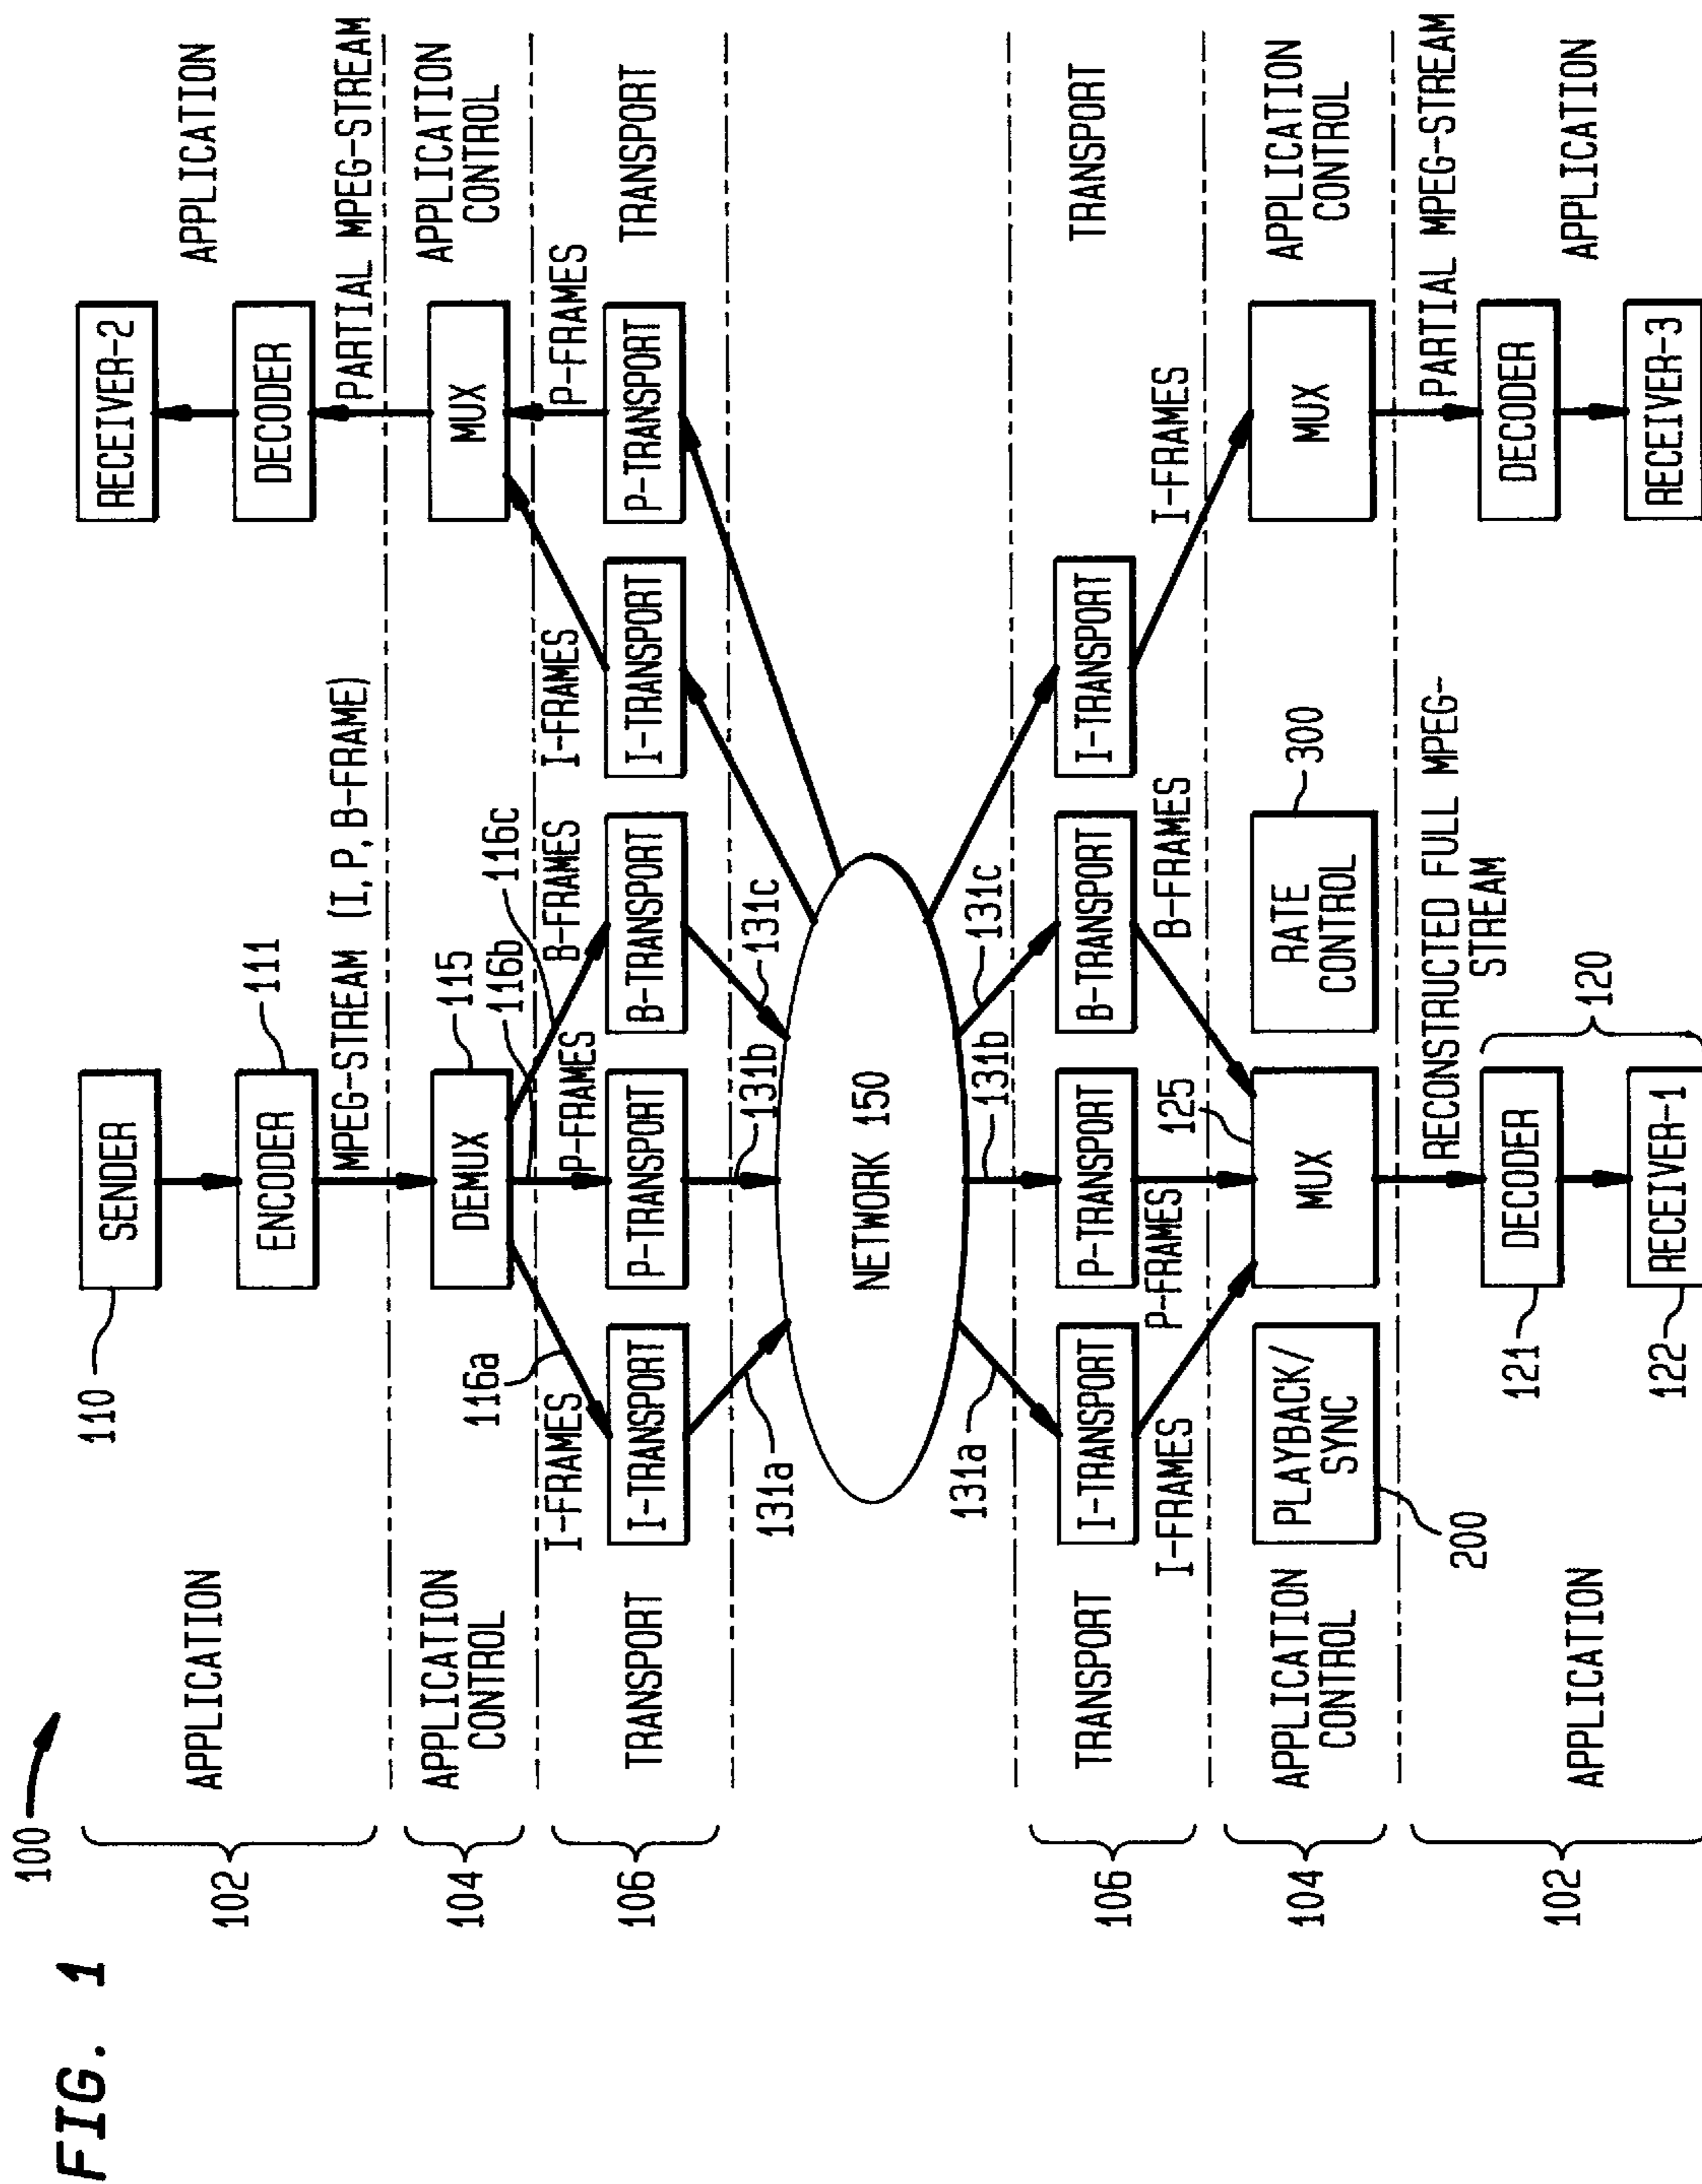 FIG. 1
100
102
APPLICATION
110
SENDER
111
ENCODER
MPEG-STREAM (I, P, B-FRAME)
RECEIVER-2
DECODER
PARTIAL MPEG-STREAM
APPLICATION
104
APPLICATION
CONTROL
115
DEMUX
116a
116b
116c
MUX
APPLICATION
CONTROL
106
TRANSPORT
I-FRAMES
P-FRAMES
B-FRAMES
I-FRAMES
P-FRAMES
I-TRANSPORT
P-TRANSPORT
B-TRANSPORT
I-TRANSPORT
P-TRANSPORT
TRANSPORT
131a
131b
131c
NETWORK 150
131a
131b
131c
106
TRANSPORT
I-TRANSPORT
P-TRANSPORT
B-TRANSPORT
I-TRANSPORT
TRANSPORT
I-FRAMES
P-FRAMES
B-FRAMES
I-FRAMES
104
APPLICATION
CONTROL
PLAYBACK/
SYNC
200
125
MUX
RATE
CONTROL
300
MUX
APPLICATION
CONTROL
RECONSTRUCTED FULL MPEG-
STREAM
PARTIAL MPEG-STREAM
102
APPLICATION
121
DECODER
120
122
RECEIVER-1
DECODER
RECEIVER-3
APPLICATION